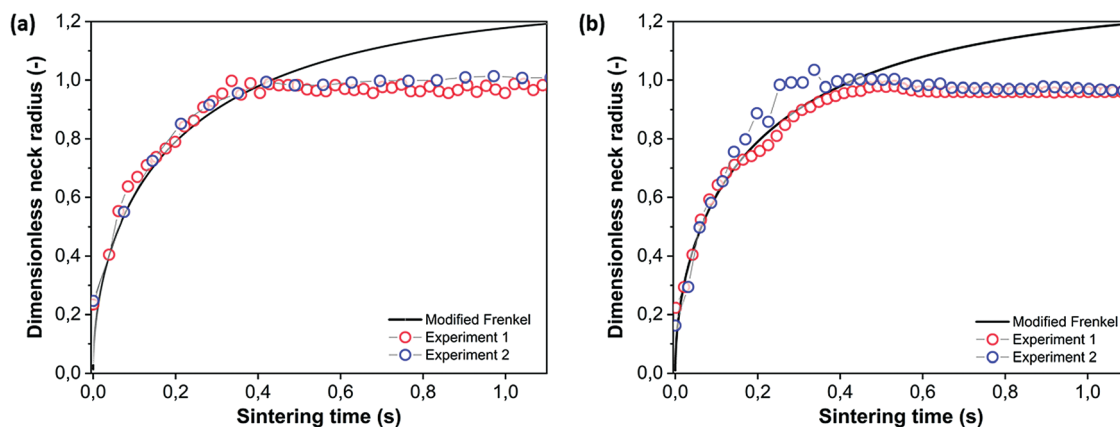 (a)
Dimensionless neck radius (-)
1,2
1,0
0,8
0,6
0,4
0,2
0,0
Modified Frenkel
Experiment 1
Experiment 2
0,0 0,2 0,4 0,6 0,8 1,0
Sintering time (s)
(b)
Dimensionless neck radius (-)
1,2
1,0
0,8
0,6
0,4
0,2
0,0
Modified Frenkel
Experiment 1
Experiment 2
0,0 0,2 0,4 0,6 0,8 1,0
Sintering time (s)